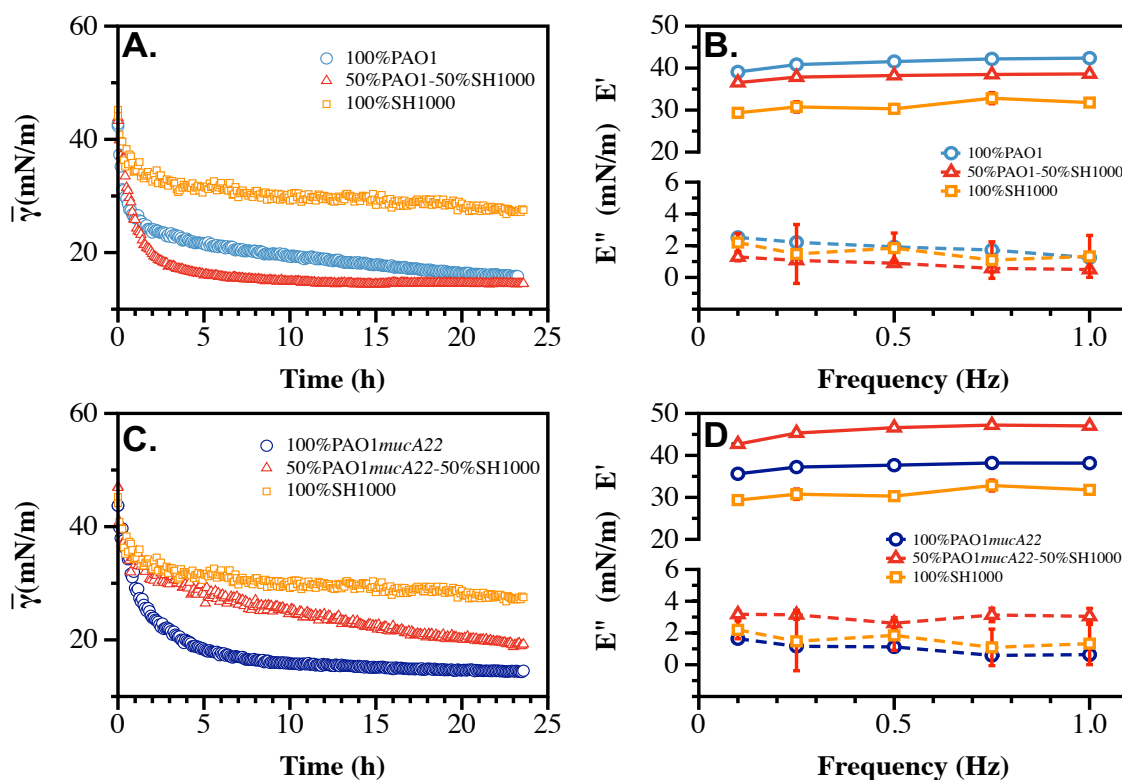 A.
60
40
20
γ̄(mN/m)
100%PAO1
50%PAO1-50%SH1000
100%SH1000
0 5 10 15 20 25
Time (h)
B.
50
40
30
20
6
4
2
0
E'' (mN/m) E'
100%PAO1
50%PAO1-50%SH1000
100%SH1000
0 0.5 1.0
Frequency (Hz)
C.
60
40
20
γ̄(mN/m)
100%PAO1mucA22
50%PAO1mucA22-50%SH1000
100%SH1000
0 5 10 15 20 25
Time (h)
D
50
40
30
20
6
4
2
0
E'' (mN/m) E'
100%PAO1mucA22
50%PAO1mucA22-50%SH1000
100%SH1000
0 0.5 1.0
Frequency (Hz)